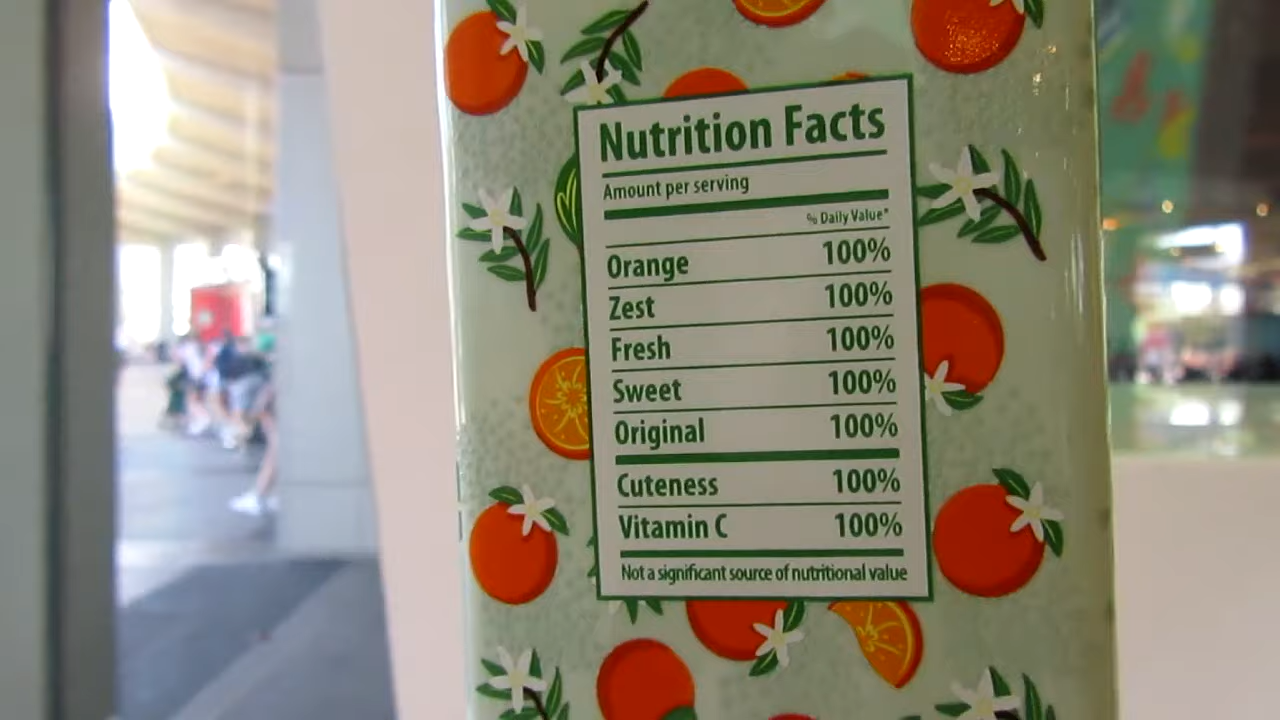 Nutrition Facts
Amount per serving
% Daily Value*
Orange 100%
Zest 100%
Fresh 100%
Sweet 100%
Original 100%
Cuteness 100%
Vitamin C 100%
Not a significant source of nutritional value